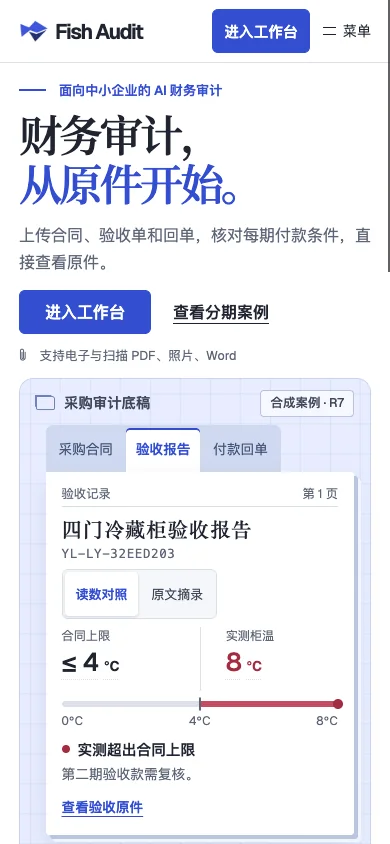 Fish Audit
进入工作台
菜单
面向中小企业的 AI 财务审计
财务审计，
从原件开始。
上传合同、验收单和回单，核对每期付款条件，直
接查看原件。
进入工作台
查看分期案例
支持电子与扫描 PDF、照片、Word
采购审计底稿
合成案例 · R7
采购合同
验收报告
付款回单
验收记录
第 1 页
四门冷藏柜验收报告
YL-LY-32EED203
读数对照
原文摘录
合同上限
实测柜温
≤ 4 °C
8 °C
0°C
4°C
8°C
实测超出合同上限
第二期验收款需复核。
查看验收原件